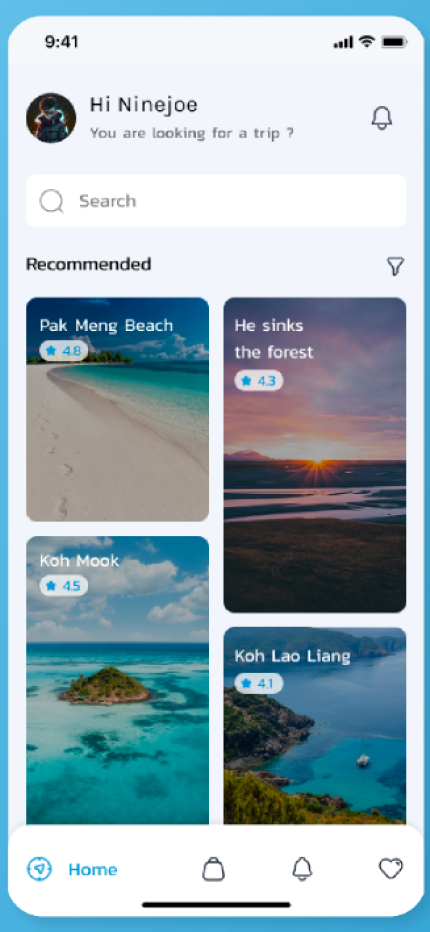 9:41
Hi Ninejoe
You are looking for a trip ?
Search
Recommended
Pak Meng Beach
4.8
He sinks
the forest
4.3
Koh Mook
4.5
Koh Lao Liang
4.1
Home